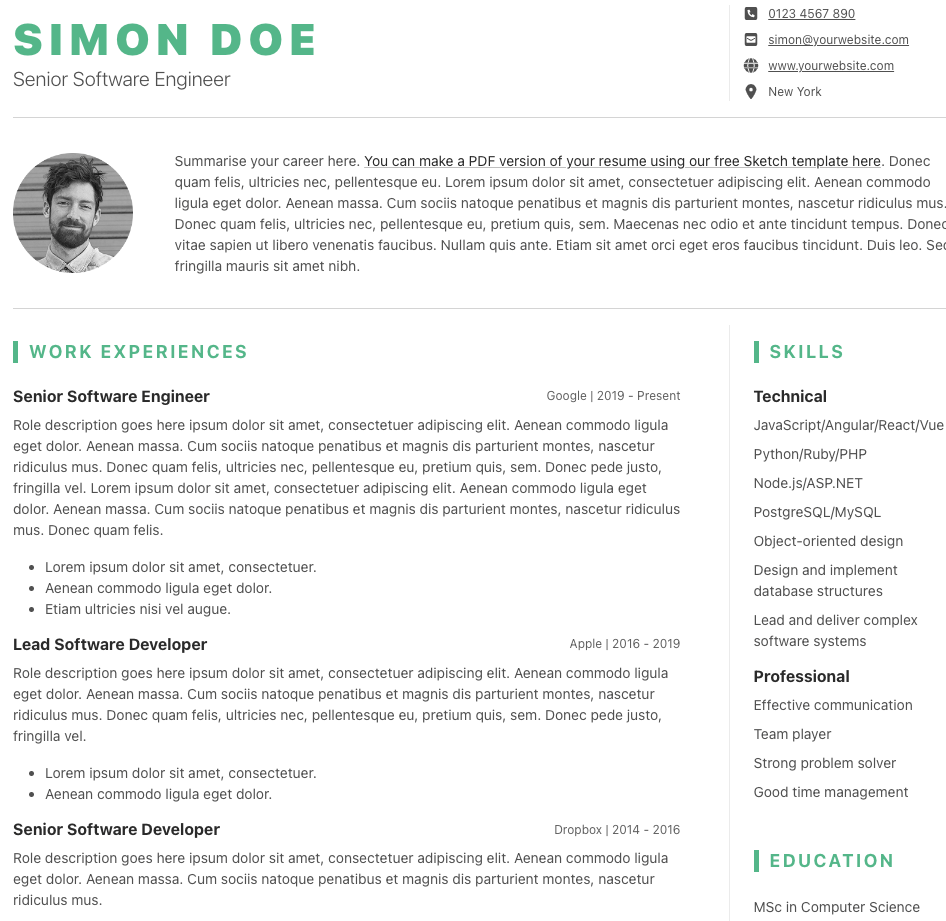 SIMON DOE
Senior Software Engineer
0123 4567 890
simon@yourwebsite.com
www.yourwebsite.com
New York
Summarise your career here. You can make a PDF version of your resume using our free Sketch template here. Donec
quam felis, ultricies nec, pellentesque eu. Lorem ipsum dolor sit amet, consectetuer adipiscing elit. Aenean commodo
ligula eget dolor. Aenean massa. Cum sociis natoque penatibus et magnis dis parturient montes, nascetur ridiculus mus.
Donec quam felis, ultricies nec, pellentesque eu, pretium quis, sem. Maecenas nec odio et ante tincidunt tempus. Donec
vitae sapien ut libero venenatis faucibus. Nullam quis ante. Etiam sit amet orci eget eros faucibus tincidunt. Duis leo. Sed
fringilla mauris sit amet nibh.
WORK EXPERIENCES
Senior Software Engineer
Google | 2019 - Present
Role description goes here ipsum dolor sit amet, consectetuer adipiscing elit. Aenean commodo ligula
eget dolor. Aenean massa. Cum sociis natoque penatibus et magnis dis parturient montes, nascetur
ridiculus mus. Donec quam felis, ultricies nec, pellentesque eu, pretium quis, sem. Donec pede justo,
fringilla vel. Lorem ipsum dolor sit amet, consectetuer adipiscing elit. Aenean commodo ligula eget
dolor. Aenean massa. Cum sociis natoque penatibus et magnis dis parturient montes, nascetur ridiculus
mus. Donec quam felis.
• Lorem ipsum dolor sit amet, consectetuer.
• Aenean commodo ligula eget dolor.
• Etiam ultricies nisi vel augue.
Lead Software Developer
Apple | 2016 - 2019
Role description goes here ipsum dolor sit amet, consectetuer adipiscing elit. Aenean commodo ligula
eget dolor. Aenean massa. Cum sociis natoque penatibus et magnis dis parturient montes, nascetur
ridiculus mus. Donec quam felis, ultricies nec, pellentesque eu, pretium quis, sem. Donec pede justo,
fringilla vel.
• Lorem ipsum dolor sit amet, consectetuer.
• Aenean commodo ligula eget dolor.
Senior Software Developer
Dropbox | 2014 - 2016
Role description goes here ipsum dolor sit amet, consectetuer adipiscing elit. Aenean commodo ligula
eget dolor. Aenean massa. Cum sociis natoque penatibus et magnis dis parturient montes, nascetur
ridiculus mus.
SKILLS
Technical
JavaScript/Angular/React/Vue
Python/Ruby/PHP
Node.js/ASP.NET
PostgreSQL/MySQL
Object-oriented design
Design and implement
database structures
Lead and deliver complex
software systems
Professional
Effective communication
Team player
Strong problem solver
Good time management
EDUCATION
MSc in Computer Science